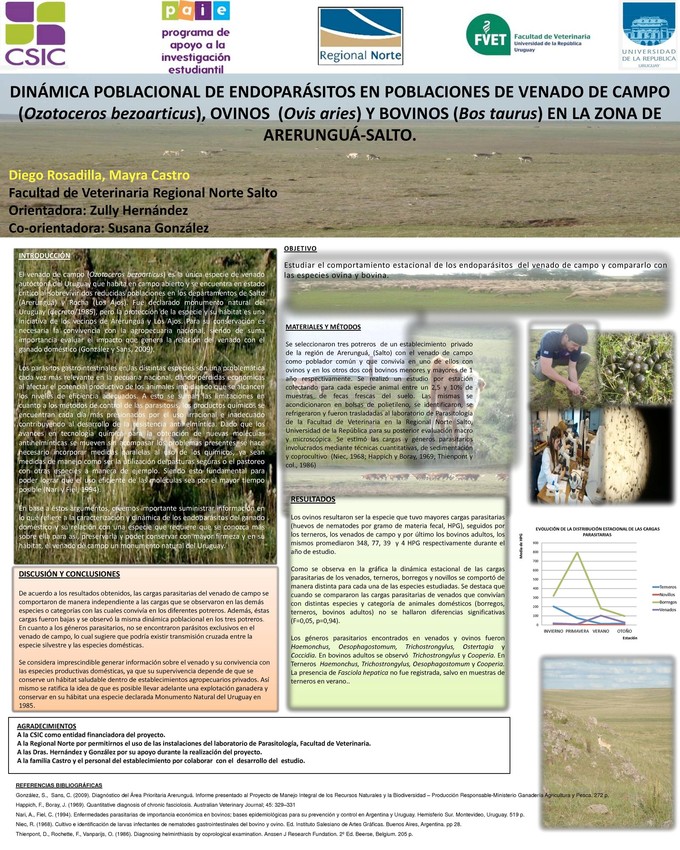 CSIC
paie
programa de
apoyo a la
investigación
estudiantil
Regional Norte
FVET
Facultad de Veterinaria
Universidad de la República
Uruguay
UNIVERSIDAD
DE LA REPÚBLICA
URUGUAY
DINÁMICA POBLACIONAL DE ENDOPARÁSITOS EN POBLACIONES DE VENADO DE CAMPO
(Ozotoceros bezoarticus), OVINOS (Ovis aries) Y BOVINOS (Bos taurus) EN LA ZONA DE
ARERUNGUÁ-SALTO.
Diego Rosadilla, Mayra Castro
Facultad de Veterinaria Regional Norte Salto
Orientadora: Zully Hernández
Co-orientadora: Susana González
INTRODUCCIÓN
El venado de campo (Ozotoceros bezoarticus) es la única especie de venado
autóctona del Uruguay que habita en campo abierto y se encuentra en estado
crítico al sobrevivir dos reducidas poblaciones en los departamentos de Salto
(Arerunguá) y Rocha (Los Ajos). Fue declarado monumento natural del
Uruguay (decreto/1985), pero la protección de la especie y su hábitat es una
iniciativa de los vecinos de Arerunguá y Los Ajos. Para su conservación es
necesaria la convivencia con la agropecuaria nacional, siendo de suma
importancia evaluar el impacto que genera la relación del venado con el
ganado doméstico (González y Sans, 2009).
Los parásitos gastrointestinales en las distintas especies son una problemática
cada vez más relevante en la pecuaria nacional, dando pérdidas económicas
al afectar el potencial productivo de los animales impidiendo que se alcancen
los niveles de eficiencia adecuados. A esto se suman las limitaciones en
cuanto a los métodos de control de las parasitosis, los productos químicos se
encuentran cada día más presionados por el uso irracional e inadecuado
contribuyendo al desarrollo de la resistencia antihelmíntica. Dado que los
avances en tecnología química para la obtención de nuevas moléculas
antihelmínticas se mueven sin acompasar los problemas presentes se hace
necesario incorporar medidas paralelas al uso de los químicos, ya sean
medidas de manejo como ser la utilización de pasturas seguras o el pastoreo
con otras especies a manera de ejemplo. Siendo esto fundamental para
poder lograr que el uso eficiente de las moléculas sea por el mayor tiempo
posible (Nari y Fiel, 1994).
En base a éstos argumentos, creemos importante suministrar información en
lo que refiere a la caracterización y dinámica de los endoparásitos del ganado
doméstico y su relación con una especie que requiere que se conozca más
sobre ella para así, preservarla y poder conservar con mayor firmeza y en su
hábitat, el venado de campo un monumento natural del Uruguay.
DISCUSIÓN Y CONCLUSIONES
De acuerdo a los resultados obtenidos, las cargas parasitarias del venado de campo se
comportaron de manera independiente a las cargas que se observaron en las demás
especies o categorías con las cuales convivía en los diferentes potreros. Además, éstas
cargas fueron bajas y se observó la misma dinámica poblacional en los tres potreros.
En cuanto a los géneros parasitarios, no se encontraron parásitos exclusivos en el
venado de campo, lo cual sugiere que podría existir transmisión cruzada entre la
especie silvestre y las especies domésticas.
Se considera imprescindible generar información sobre el venado y su convivencia con
las especies productivas domésticas, ya que su supervivencia depende de que se
conserve un hábitat saludable dentro de establecimientos agropecuarios privados. Así
mismo se ratifica la idea de que es posible llevar adelante una explotación ganadera y
conservar en su hábitat una especie declarada Monumento Natural del Uruguay en
1985.
OBJETIVO
Estudiar el comportamiento estacional de los endoparásitos del venado de campo y compararlo con
las especies ovina y bovina.
MATERIALES Y MÉTODOS
Se seleccionaron tres potreros de un establecimiento privado
de la región de Arerunguá, (Salto) con el venado de campo
como poblador común y que convivía en uno de ellos con
ovinos y en los otros dos con bovinos menores y mayores de 1
año respectivamente. Se realizó un estudio por estación
colectando para cada especie animal entre un 2,5 y 10% de
muestras, de fecas frescas del suelo. Las mismas se
acondicionaron en bolsas de polietileno, se identificaron, se
refrigeraron y fueron trasladadas al laboratorio de Parasitología
de la Facultad de Veterinaria en la Regional Norte Salto,
Universidad de la República para su posterior evaluación macro
y microscópica. Se estimó las cargas y géneros parasitarios
involucrados mediante técnicas cuantitativas, de sedimentación
y coprocultivo (Niec, 1968; Happich y Boray, 1969; Thienpont y
col., 1986)
RESULTADOS
Los ovinos resultaron ser la especie que tuvo mayores cargas parasitarias
(huevos de nematodes por gramo de materia fecal, HPG), seguidos por
los terneros, los venados de campo y por último los bovinos adultos, los
mismos promediaron 348, 77, 39 y 4 HPG respectivamente durante el
año de estudio.
Como se observa en la gráfica la dinámica estacional de las cargas
parasitarias de los venados, terneros, borregos y novillos se comportó de
manera distinta para cada una de las especies estudiadas. Se destaca que
cuando se compararon las cargas parasitarias de venados que convivían
con distintas especies y categoría de animales domésticos (borregos,
terneros, bovinos adultos) no se hallaron diferencias significativas
(F=0,05, p=0,94).
Los géneros parasitarios encontrados en venados y ovinos fueron
Haemonchus, Oesophagostomum, Trichostrongylus, Ostertagia y
Coccidia. En bovinos adultos se observó Trichostrongylus y Cooperia. En
Terneros Haemonchus, Trichostrongylus, Oesophagostomum y Cooperia.
La presencia de Fasciola hepatica no fue registrada, salvo en muestras de
terneros en verano..
EVOLUCIÓN DE LA DISTRIBUCIÓN ESTACIONAL DE LAS CARGAS
PARASITARIAS
Media de HPG
900
800
700
600
500
400
300
200
100
0
INVIERNO PRIMAVERA VERANO OTOÑO
Estación
Terneros
Novillos
Borregos
Venados
AGRADECIMIENTOS
A la CSIC como entidad financiadora del proyecto.
A la Regional Norte por permitirnos el uso de las instalaciones del laboratorio de Parasitología, Facultad de Veterinaria.
A las Dras. Hernández y González por su apoyo durante la realización del proyecto.
A la familia Castro y el personal del establecimiento por colaborar con el desarrollo del estudio.
REFERENCIAS BIBLIOGRÁFICAS
González, S., Sans, C. (2009). Diagnóstico del Área Prioritaria Arerunguá. Informe presentado al Proyecto de Manejo Integral de los Recursos Naturales y la Biodiversidad – Producción Responsable-Ministerio Ganadería Agricultura y Pesca. 272 p.
Happich, F., Boray, J. (1969). Quantitative diagnosis of chronic fasciolosis. Australian Veterinary Journal, 45: 329–331
Nari, A., Fiel, C. (1994). Enfermedades parasitarias de importancia económica en bovinos; bases epidemiológicas para su prevención y control en Argentina y Uruguay. Hemisferio Sur. Montevideo, Uruguay. 519 p.
Niec, R. (1968). Cultivo e identificación de larvas infectantes de nematodes gastrointestinales del bovino y ovino. Ed. Instituto Salesiano de Artes Gráficas. Buenos Aires, Argentina, pp 28.
Thienpont, D., Rochette, F., Vanparijs, O. (1986). Diagnosing helminthiasis by coprological examination. Anssen J Research Fundation. 2º Ed. Beerse, Belgium. 205 p.